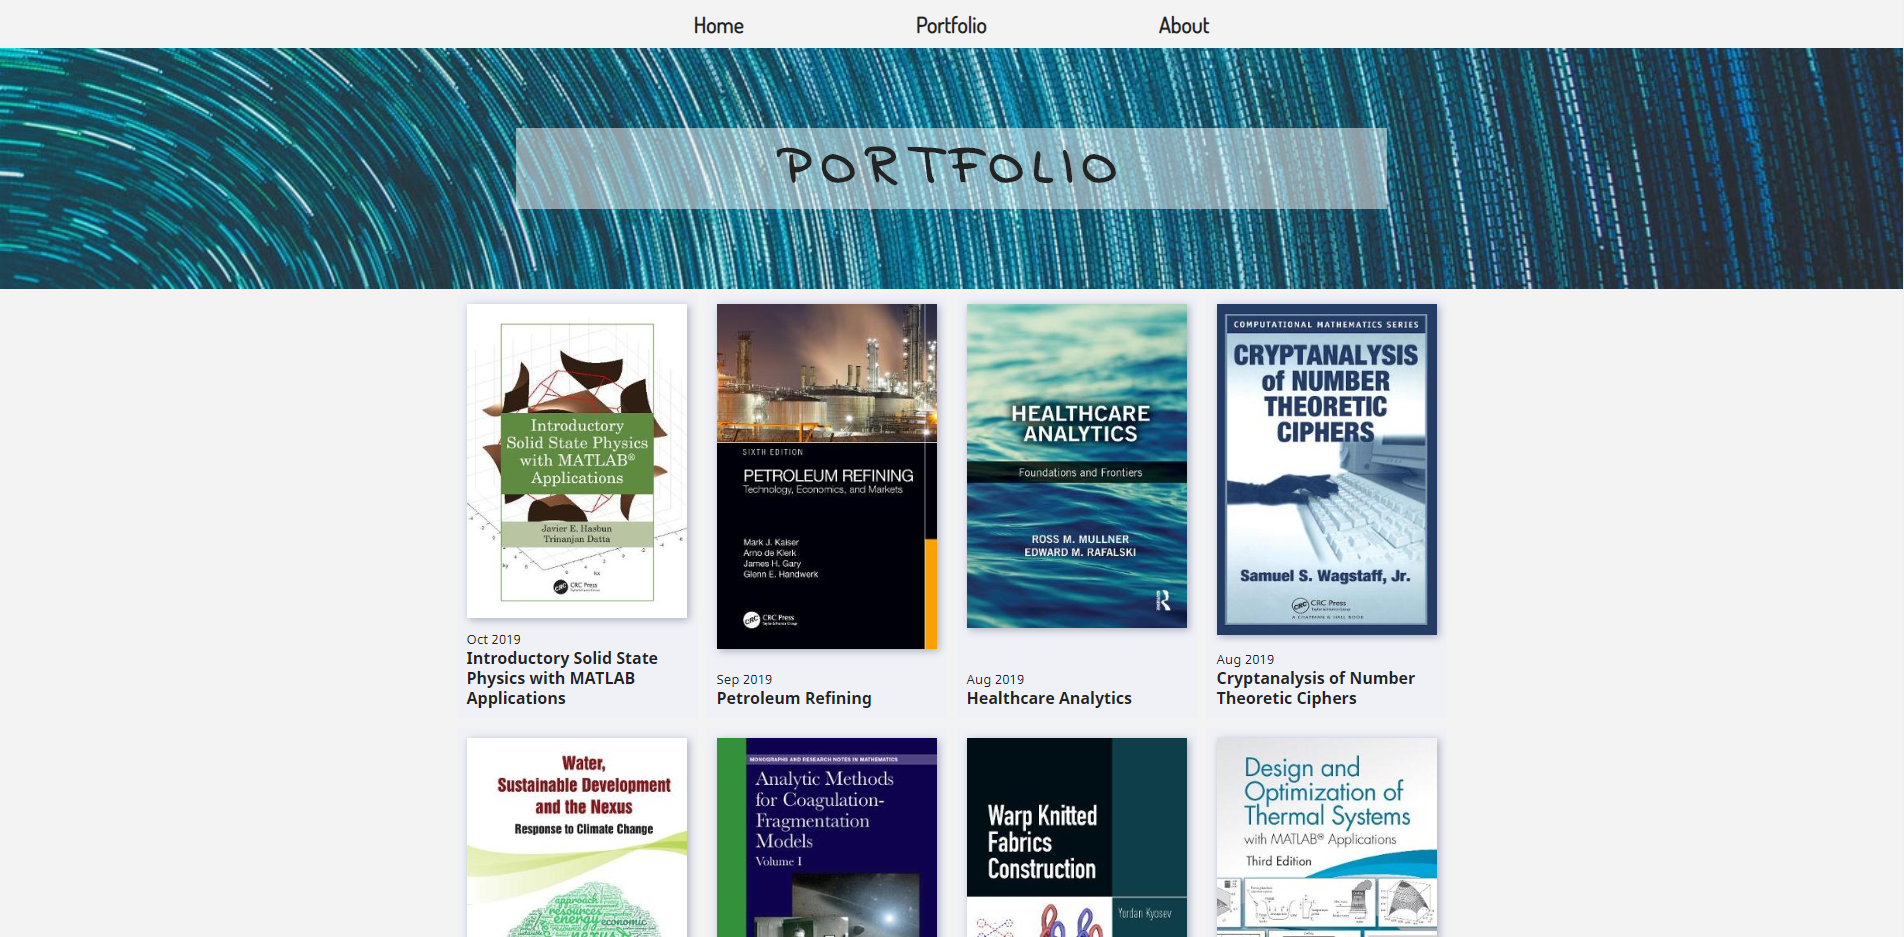 Home Portfolio About
PORTFOLIO
Introductory
Solid State Physics
with MATLAB®
Applications
Javier E. Hasbun
Trinanjan Datta
CRC Press
Oct 2019
Introductory Solid State
Physics with MATLAB
Applications
SIXTH EDITION
PETROLEUM REFINING
Technology, Economics, and Markets
Mark J. Kaiser
Arno de Klerk
James H. Gary
Glenn E. Handwerk
CRC Press
Sep 2019
Petroleum Refining
HEALTHCARE
ANALYTICS
Foundations and Frontiers
ROSS M. MULLNER
EDWARD M. RAFALSKI
Aug 2019
Healthcare Analytics
COMPUTATIONAL MATHEMATICS SERIES
CRYPTANALYSIS
of NUMBER
THEORETIC
CIPHERS
Samuel S. Wagstaff, Jr.
CRC Press
A CHAPMAN & HALL BOOK
Aug 2019
Cryptanalysis of Number
Theoretic Ciphers
Water,
Sustainable Development
and the Nexus
Response to Climate Change
approach
resources
energy
economic
nexus
MONOGRAPHS AND RESEARCH NOTES IN MATHEMATICS
Analytic Methods
for Coagulation-
Fragmentation
Models
Volume I
Warp Knitted
Fabrics
Construction
Yordan Kyosev
Design and
Optimization of
Thermal Systems
with MATLAB® Applications
Third Edition